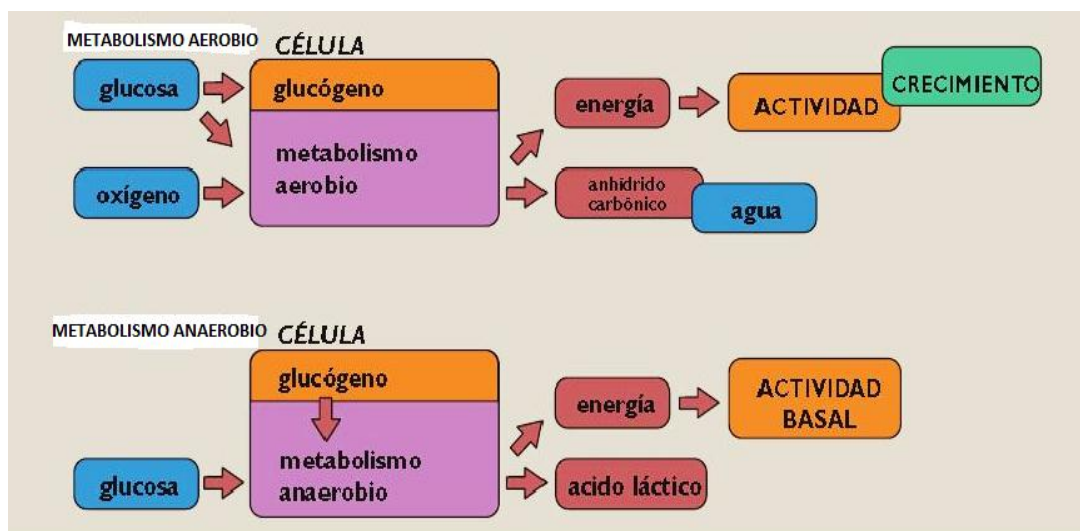 METABOLISMO AEROBIO
CÉLULA
glucosa
glucógeno
energía
ACTIVIDAD
CRECIMIENTO
metabolismo
aerobio
oxígeno
anhídrido
carbónico
agua
METABOLISMO ANAEROBIO
CÉLULA
glucógeno
energía
ACTIVIDAD
BASAL
metabolismo
anaerobio
glucosa
acido láctico